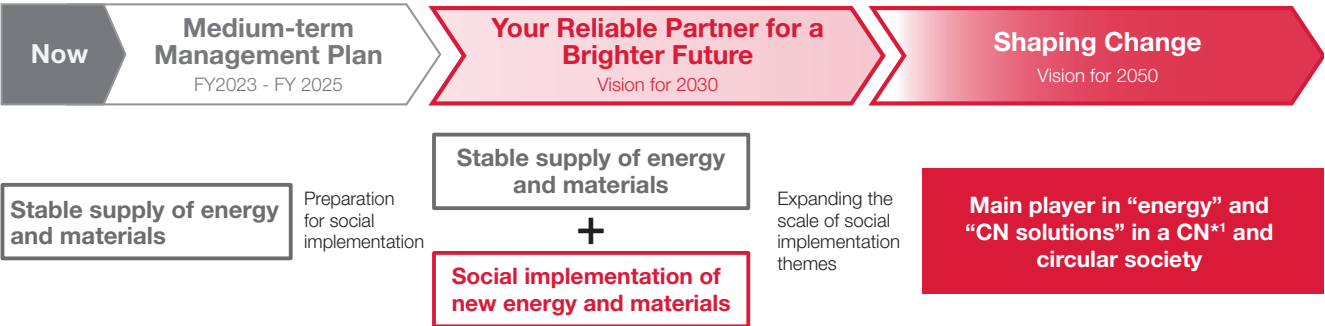 Now
Medium-term
Management Plan
FY2023 - FY 2025
Your Reliable Partner for a
Brighter Future
Vision for 2030
Shaping Change
Vision for 2050
Stable supply of energy
and materials
Preparation
for social
implementation
Stable supply of energy
and materials
+
Social implementation of
new energy and materials
Expanding the
scale of social
implementation
themes
Main player in “energy” and
“CN solutions” in a CN*1 and
circular society